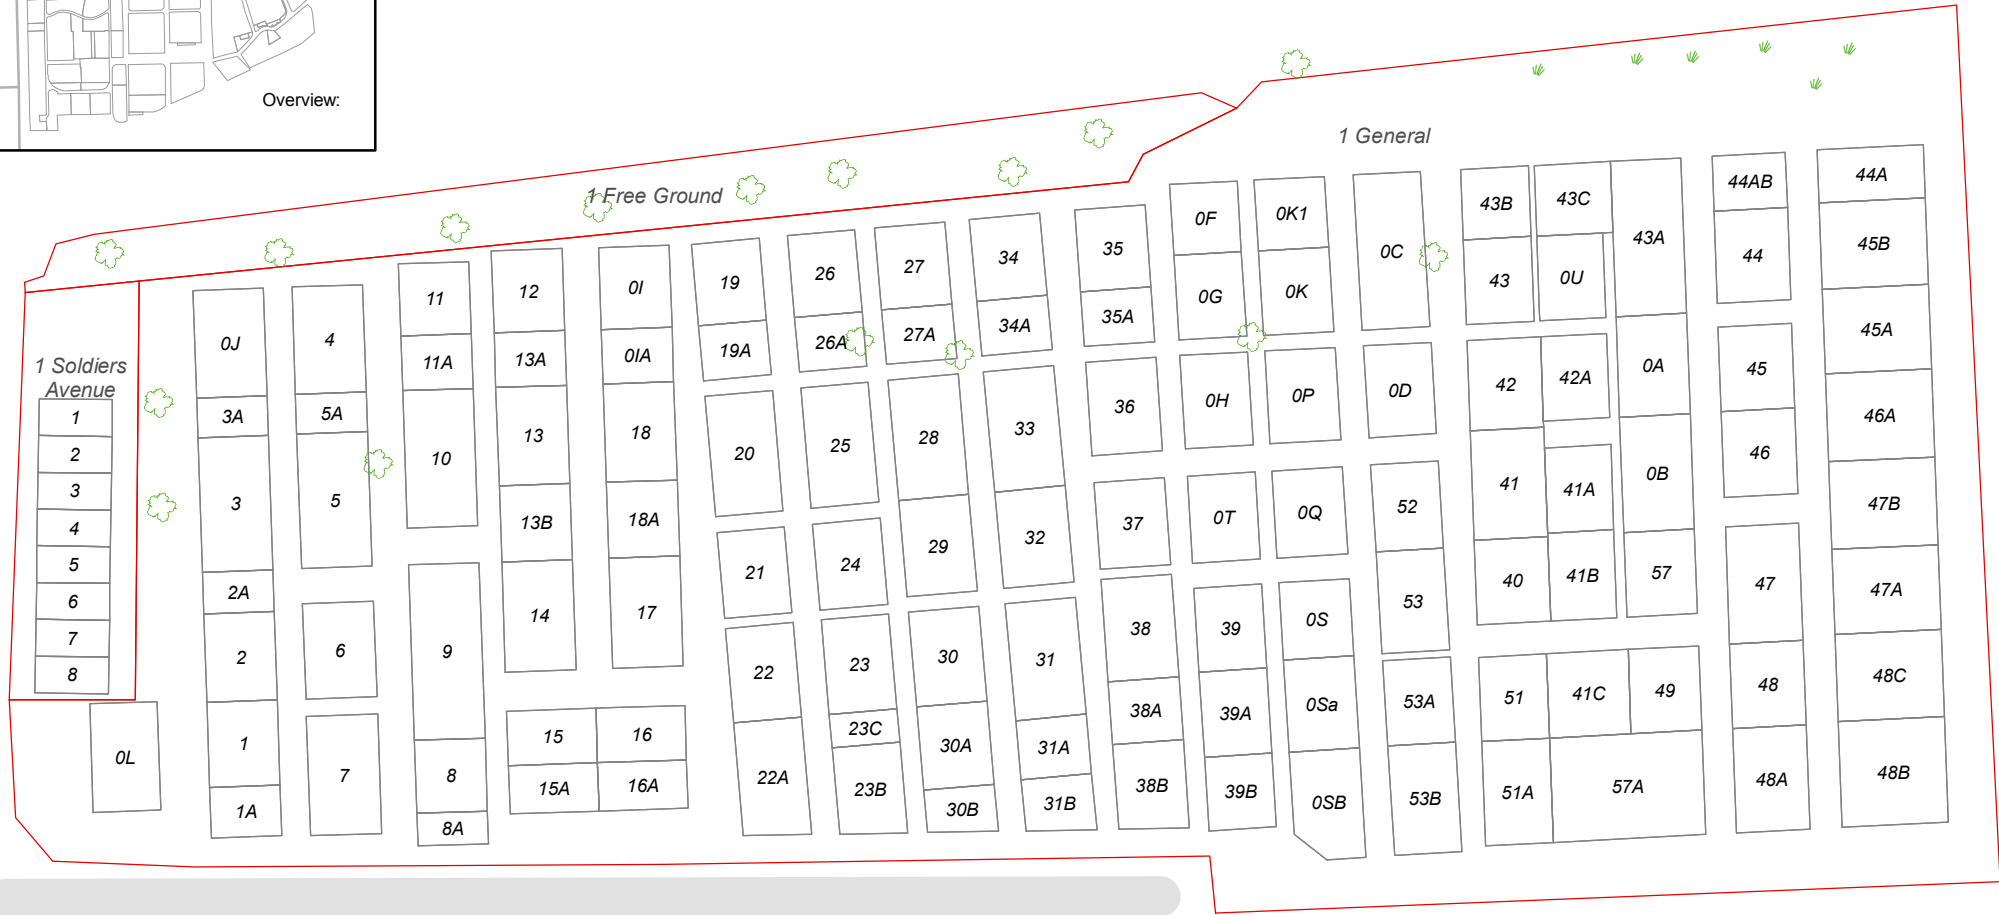 Overview:
1 General
1 Free Ground
1 Soldiers
Avenue
1
2
3
4
5
6
7
8
0L
0J
3A
3
2A
2
1
1A
4
5A
5
6
7
11
11A
10
9
8
8A
12
13A
13
13B
14
15
16
15A
16A
0I
0IA
18
18A
17
19
19A
20
21
22
22A
26
26A
25
24
23
23C
23B
27
27A
28
29
30
30A
30B
34
34A
33
32
31
31A
31B
35
35A
36
37
38
38A
38B
0F
0G
0H
0T
39
39A
39B
0K1
0K
0P
0Q
0S
0Sa
0SB
0C
0D
52
53
53A
53B
43B
43
42
41
40
51
51A
43C
0U
42A
41A
41B
41C
57A
43A
0A
0B
57
49
44AB
44
45
46
47
48
48A
44A
45B
45A
46A
47B
47A
48C
48B